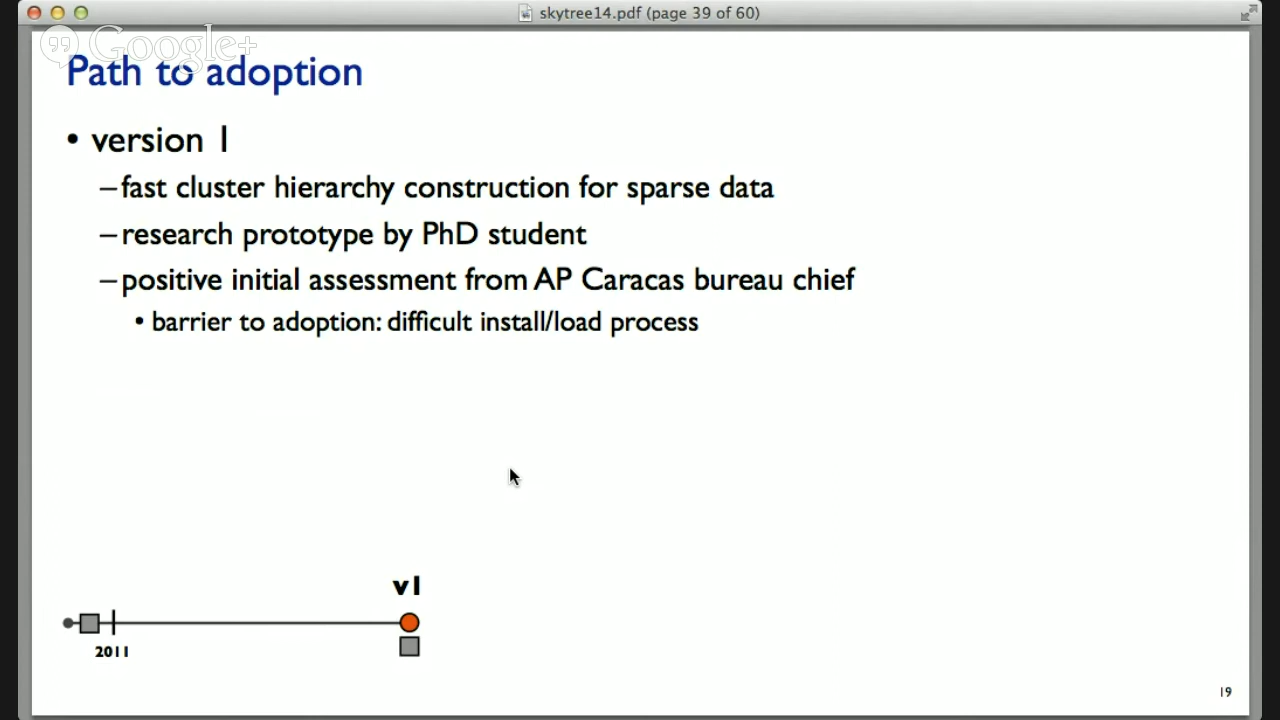 skytree14.pdf (page 39 of 60)
Google+
Path to adoption
• version 1
–fast cluster hierarchy construction for sparse data
–research prototype by PhD student
–positive initial assessment from AP Caracas bureau chief
• barrier to adoption: difficult install/load process
v1
2011
19